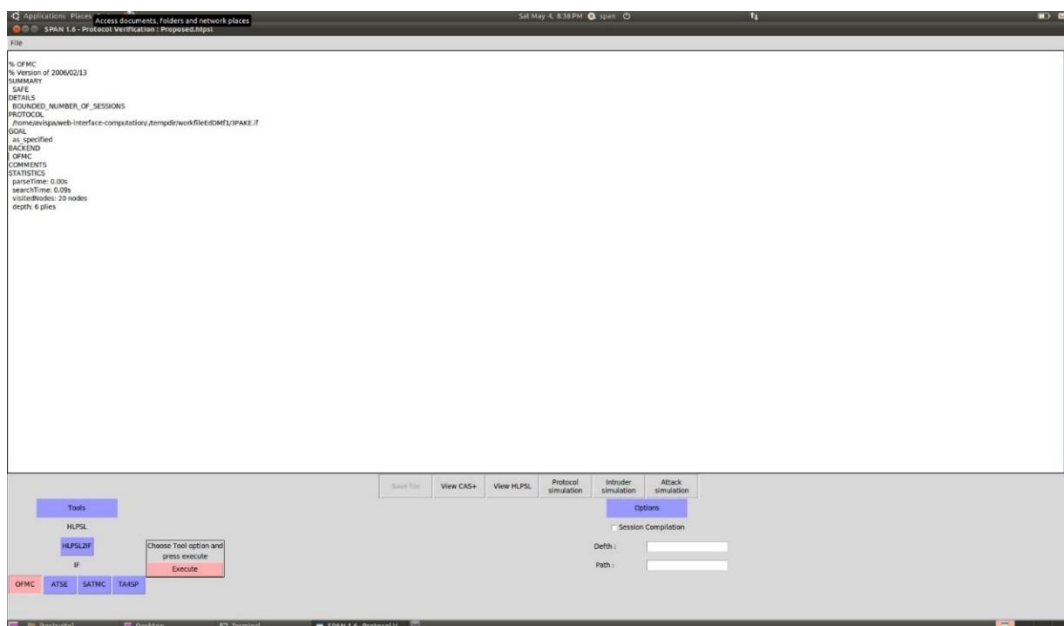 Applications Places
Access documents, folders and network places
Sat May 4, 8:38 PM
span
SPAN 1.6 - Protocol Verification : Proposed.hlpsl
File
% OFMC
% Version of 2006/02/13
SUMMARY
SAFE
DETAILS
BOUNDED_NUMBER_OF_SESSIONS
PROTOCOL
GOAL
as_specified
BACKEND
OFMC
COMMENTS
STATISTICS
parseTime: 0.00s
searchTime: 0.09s
visitedNodes: 20 nodes
depth: 6 plies
Save file
View CAS+
View HLPSL
Protocol simulation
Intruder simulation
Attack simulation
Tools
HLPSL
HLPSL2IF
IF
OFMC
ATSE
SATMC
TA4SP
Choose Tool option and
press execute
Execute
Options
Session Compilation
Defth :
Path :
Desktop
Terminal